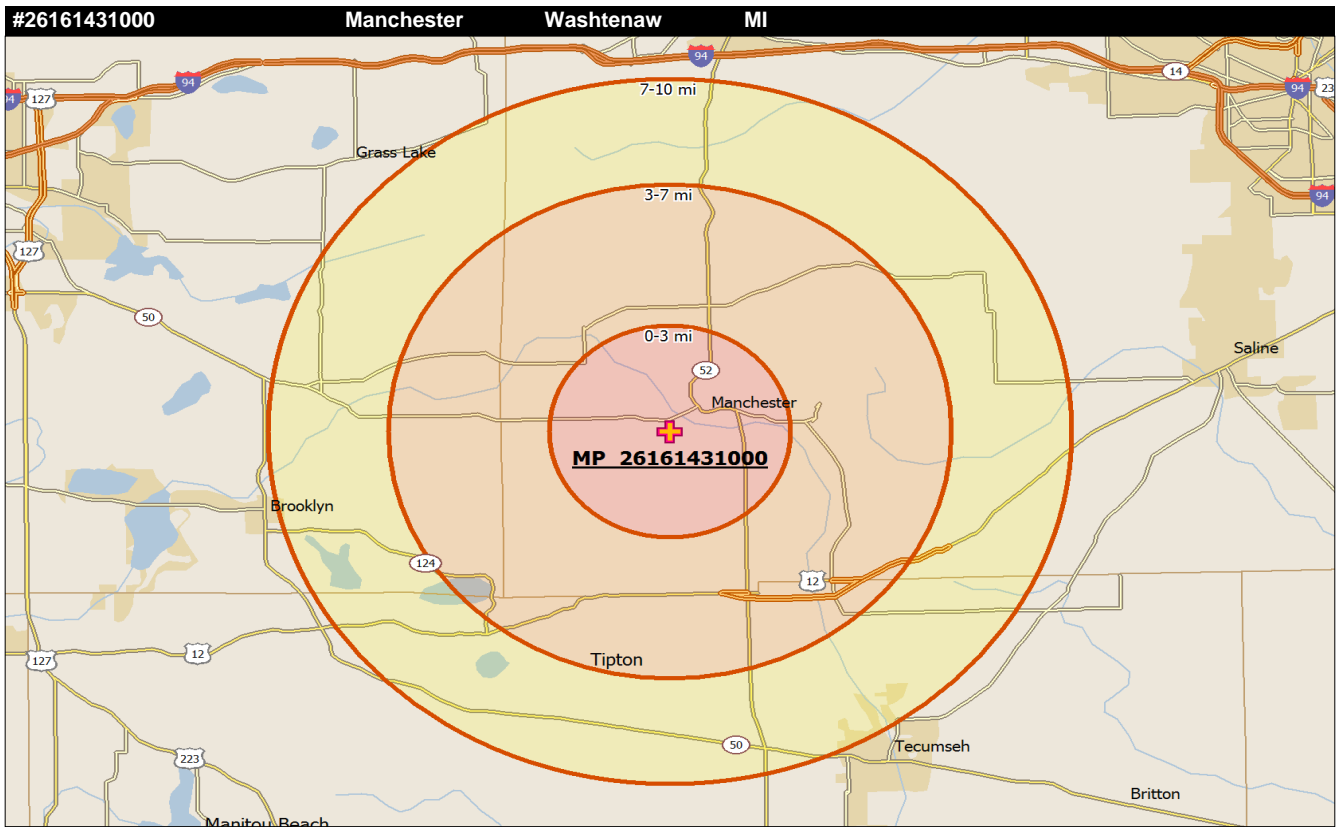 #26161431000 Manchester Washtenaw MI
94
14
94
127
94
94
23
7-10 mi
Grass Lake
3-7 mi
94
127
50
0-3 mi
Saline
52
Manchester
MP 26161431000
Brooklyn
124
12
12
127
Tipton
50
Tecumseh
223
Britton
Manitou Beach